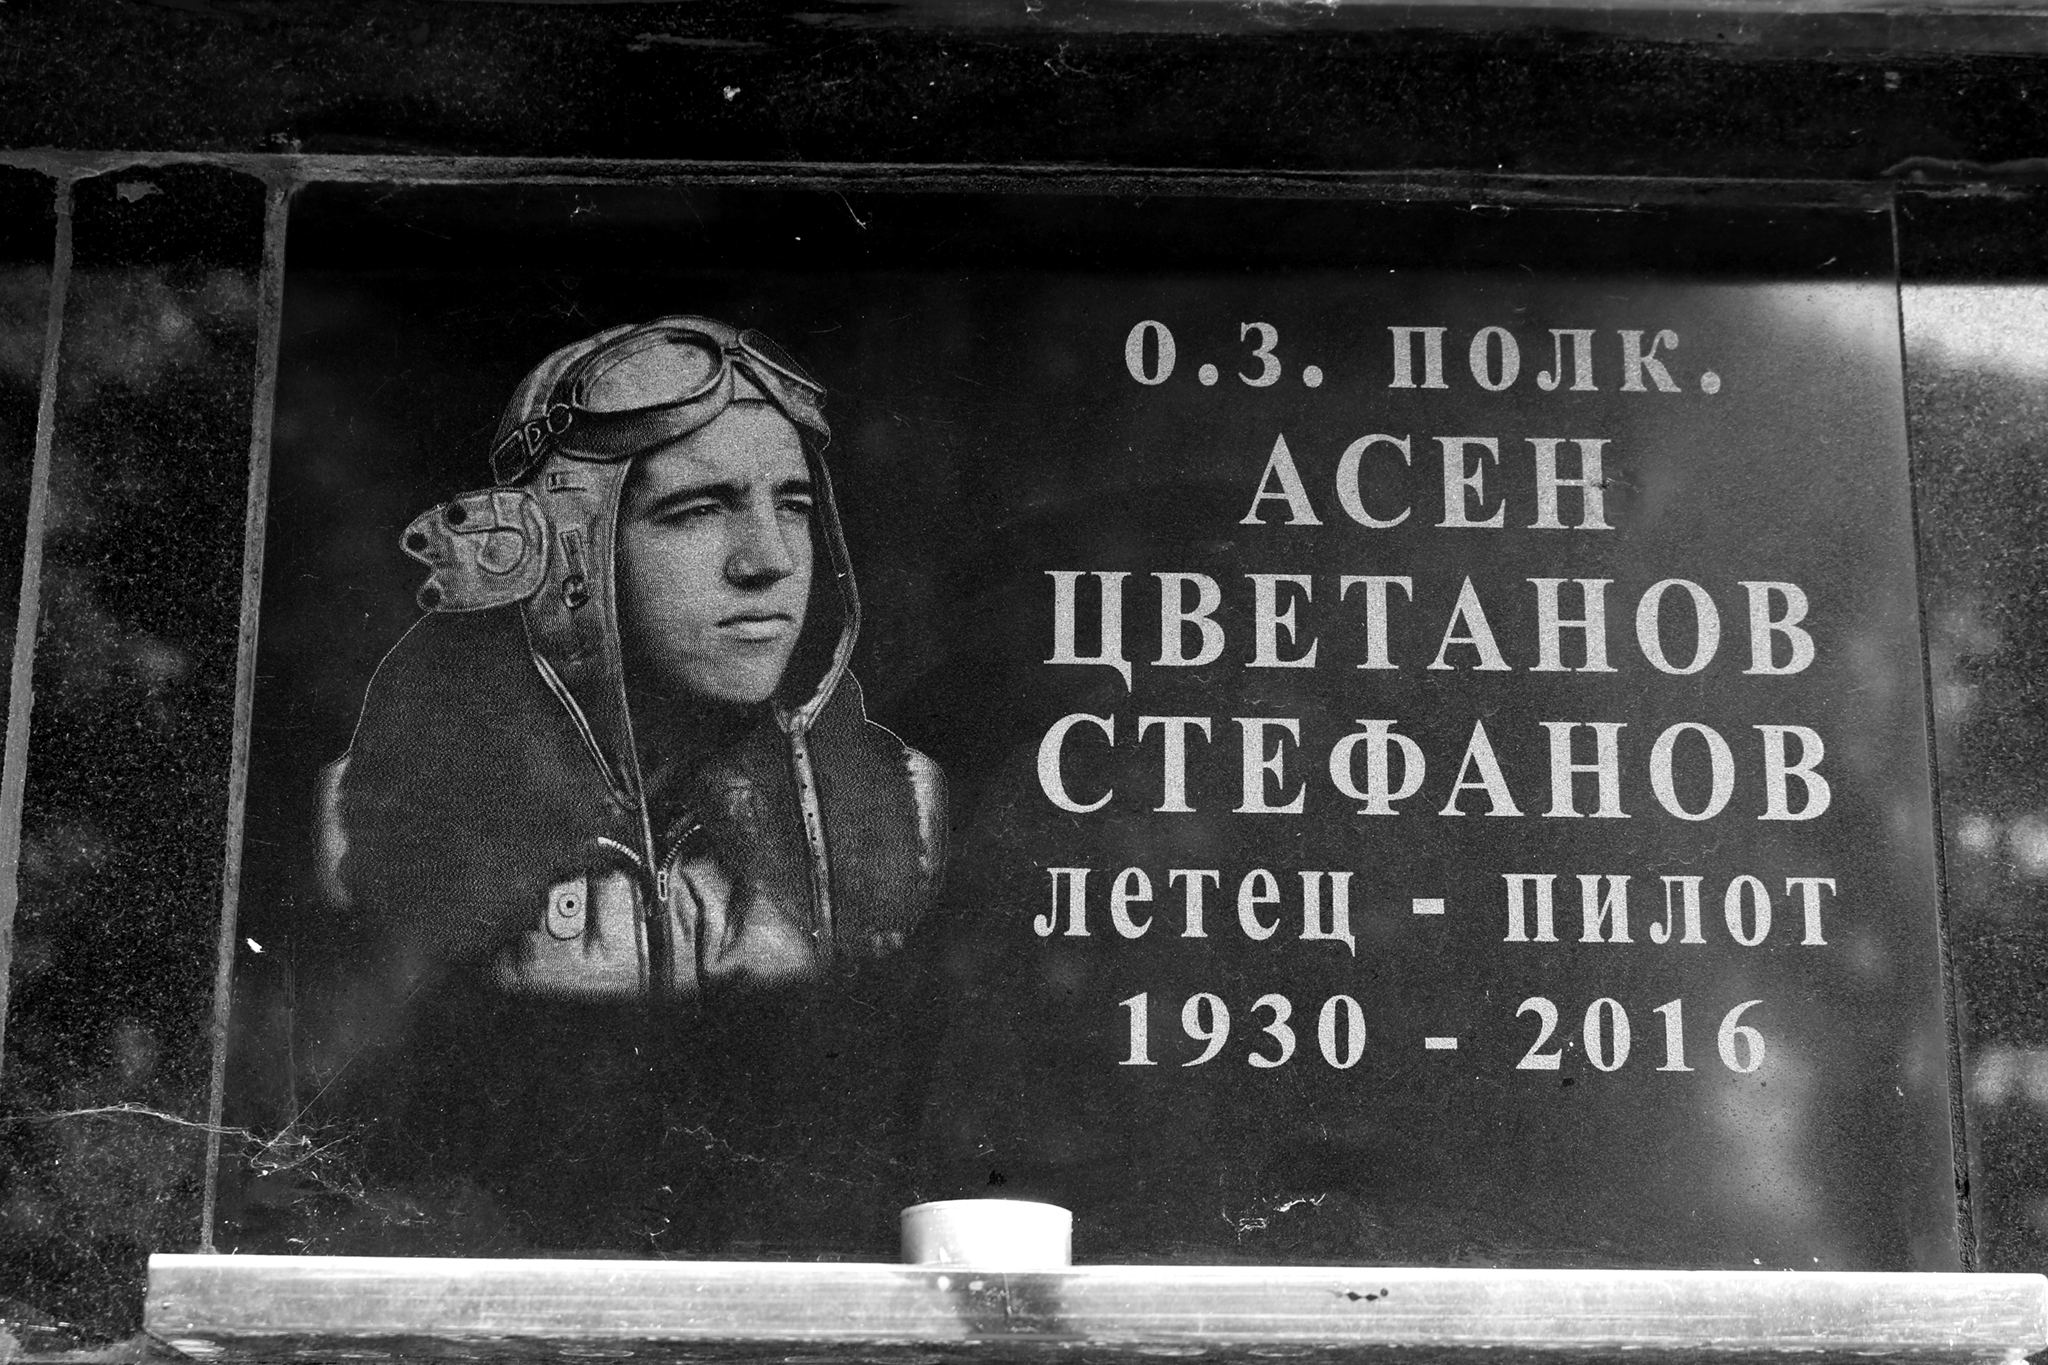 о.з. полк.
АСЕН
ЦВЕТАНОВ
СТЕФАНОВ
летец - пилот
1930 - 2016